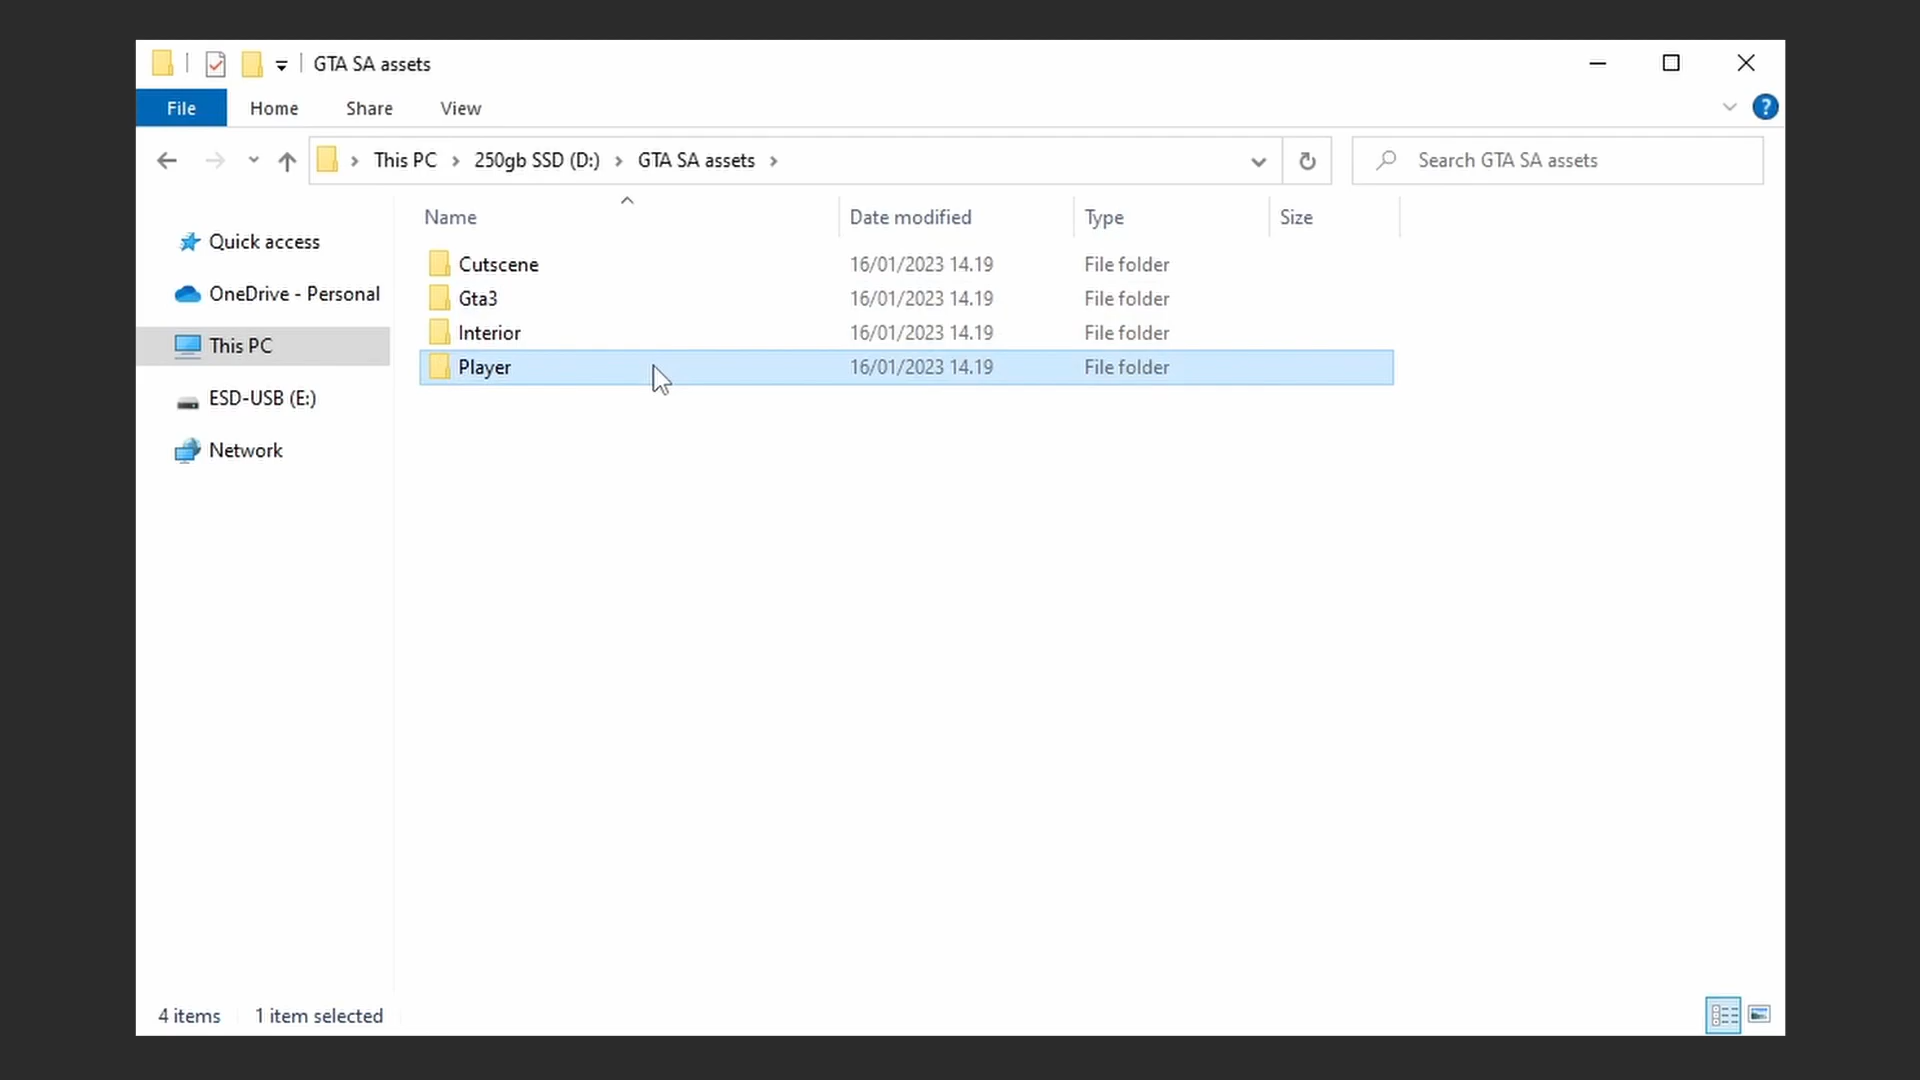 GTA SA assets
File Home Share View
This PC 250gb SSD (D:) GTA SA assets Search GTA SA assets
Name Date modified Type Size
Quick access
OneDrive - Personal
This PC
ESD-USB (E:)
Network
Cutscene 16/01/2023 14.19 File folder
Gta3 16/01/2023 14.19 File folder
Interior 16/01/2023 14.19 File folder
Player 16/01/2023 14.19 File folder
4 items 1 item selected